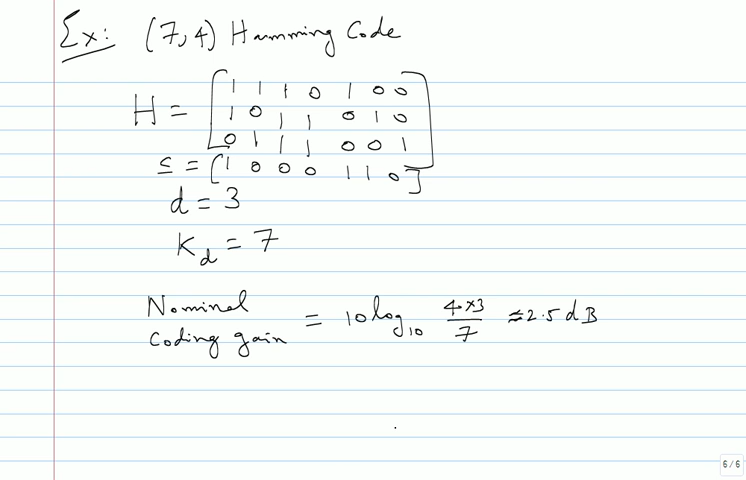 Ex: (7,4) Hamming Code
H = [ 1 1 1 0 1 0 0
1 0 1 1 0 1 0
0 1 1 1 0 0 1 ]
c = [ 1 0 0 0 1 1 0 ]
d = 3
K_d = 7
Nominal coding gain = 10 log_10 4×3/7 ≈ 2.5 dB
6 / 6